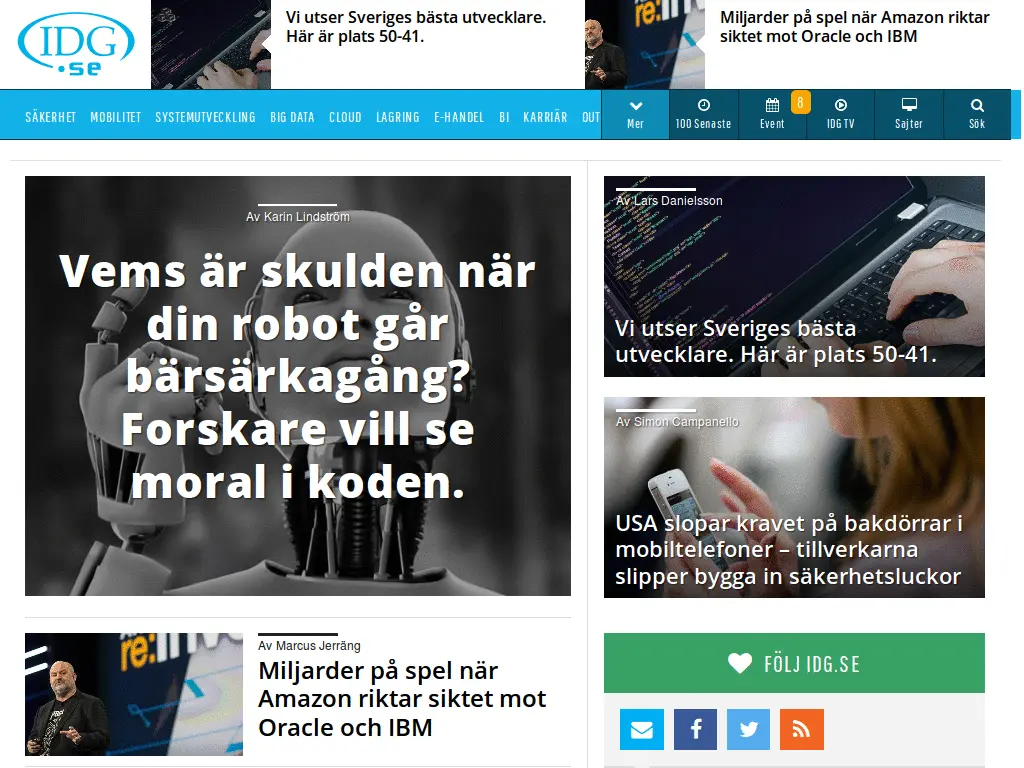 IDG
.se
Vi utser Sveriges bästa utvecklare.
Här är plats 50-41.
re:in
Miljarder på spel när Amazon riktar
siktet mot Oracle och IBM
SÄKERHET MOBILITET SYSTEMUTVECKLING BIG DATA CLOUD LAGRING E-HANDEL BI KARRIÄR OUT
Mer
100 Senaste
8
Event
IDG TV
Sajter
Sök
Av Karin Lindström
Vems är skulden när
din robot går
bärsärkagång?
Forskare vill se
moral i koden.
Av Marcus Jerräng
Miljarder på spel när
Amazon riktar siktet mot
Oracle och IBM
Av Lars Danielsson
Vi utser Sveriges bästa
utvecklare. Här är plats 50-41.
Av Simon Campanello
USA slopar kravet på bakdörrar i
mobiltelefoner – tillverkarna
slipper bygga in säkerhetsluckor
FÖLJ IDG.SE